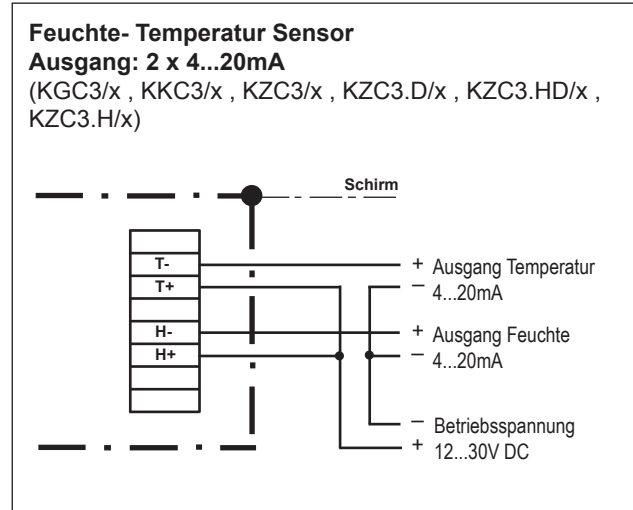 Feuchte- Temperatur Sensor
Ausgang: 2 x 4...20mA
(KGC3/x , KKC3/x , KZC3/x , KZC3.D/x , KZC3.HD/x ,
KZC3.H/x)
Schirm
T-
+ Ausgang Temperatur
T+
– 4...20mA
H-
+ Ausgang Feuchte
H+
– 4...20mA
– Betriebsspannung
+ 12...30V DC